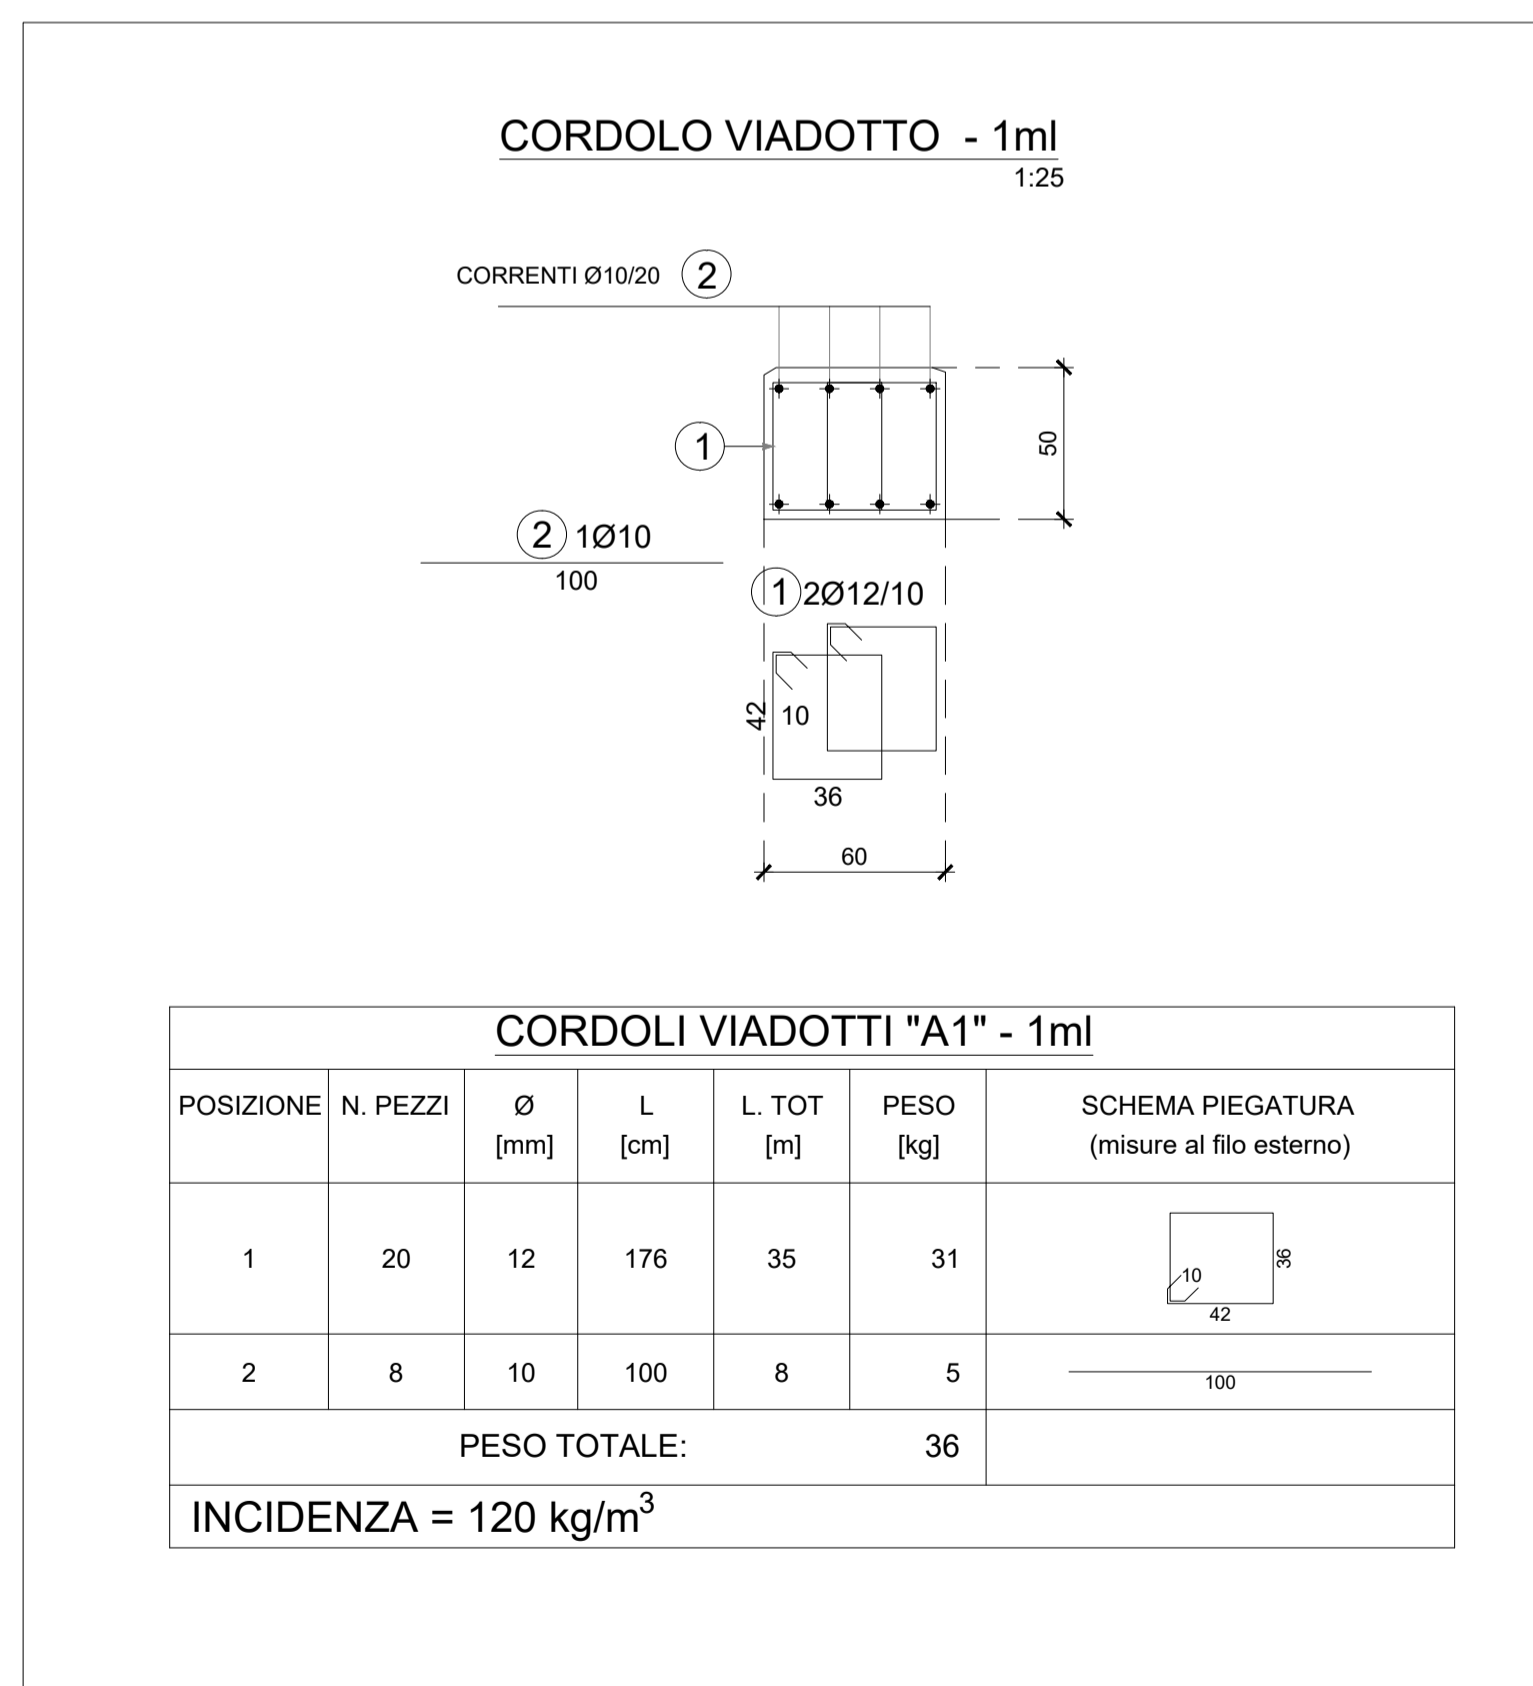 CORDOLO VIADOTTO - 1ml
1:25
CORRENTI Ø10/20 2
1
50
2 1Ø10
100
1 2Ø12/10
42
10
36
60
CORDOLI VIADOTTI "A1" - 1ml
POSIZIONE N. PEZZI Ø L L. TOT PESO SCHEMA PIEGATURA
[mm] [cm] [m] [kg] (misure al filo esterno)
1 20 12 176 35 31
36
10
42
2 8 10 100 8 5
100
PESO TOTALE: 36
INCIDENZA = 120 kg/m³